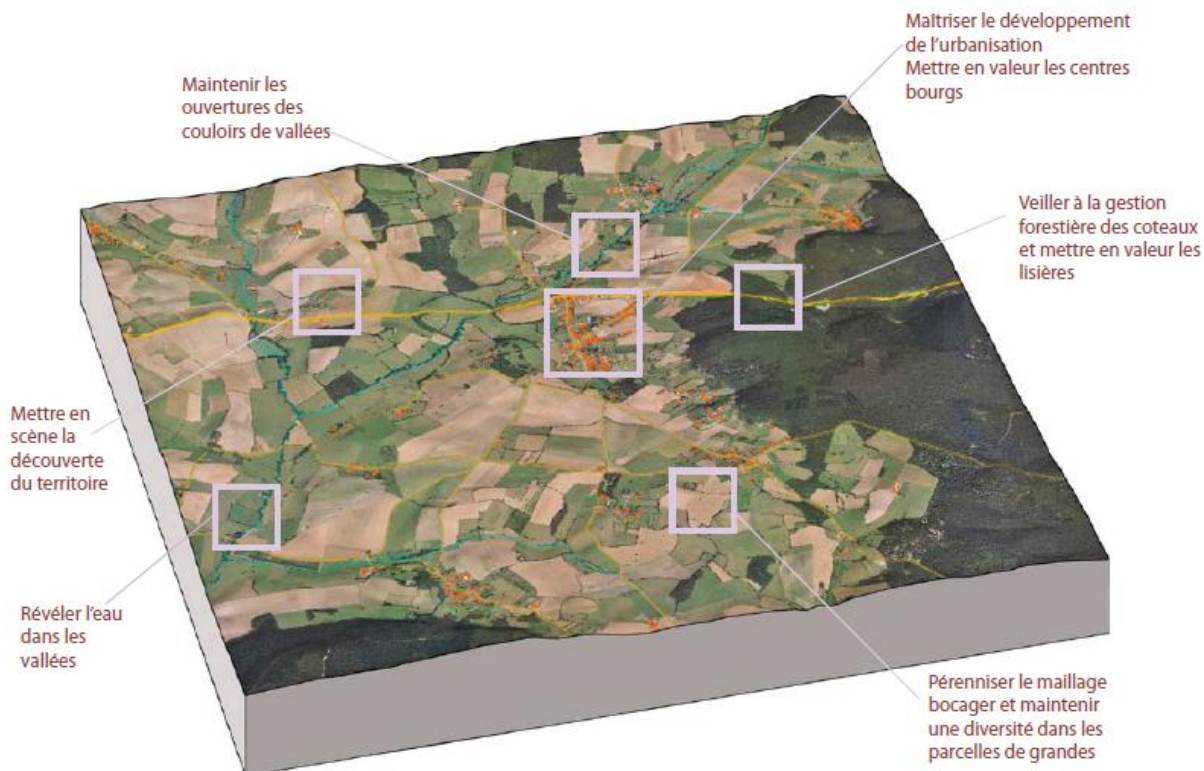 Maîtriser le développement
de l'urbanisation
Mettre en valeur les centres
bourgs
Maintenir les
ouvertures des
couloirs de vallées
Veiller à la gestion
forestière des coteaux
et mettre en valeur les
lisières
Mettre en
scène la
découverte
du territoire
Révéler l'eau
dans les
vallées
Pérenniser le maillage
bocager et maintenir
une diversité dans les
parcelles de grandes